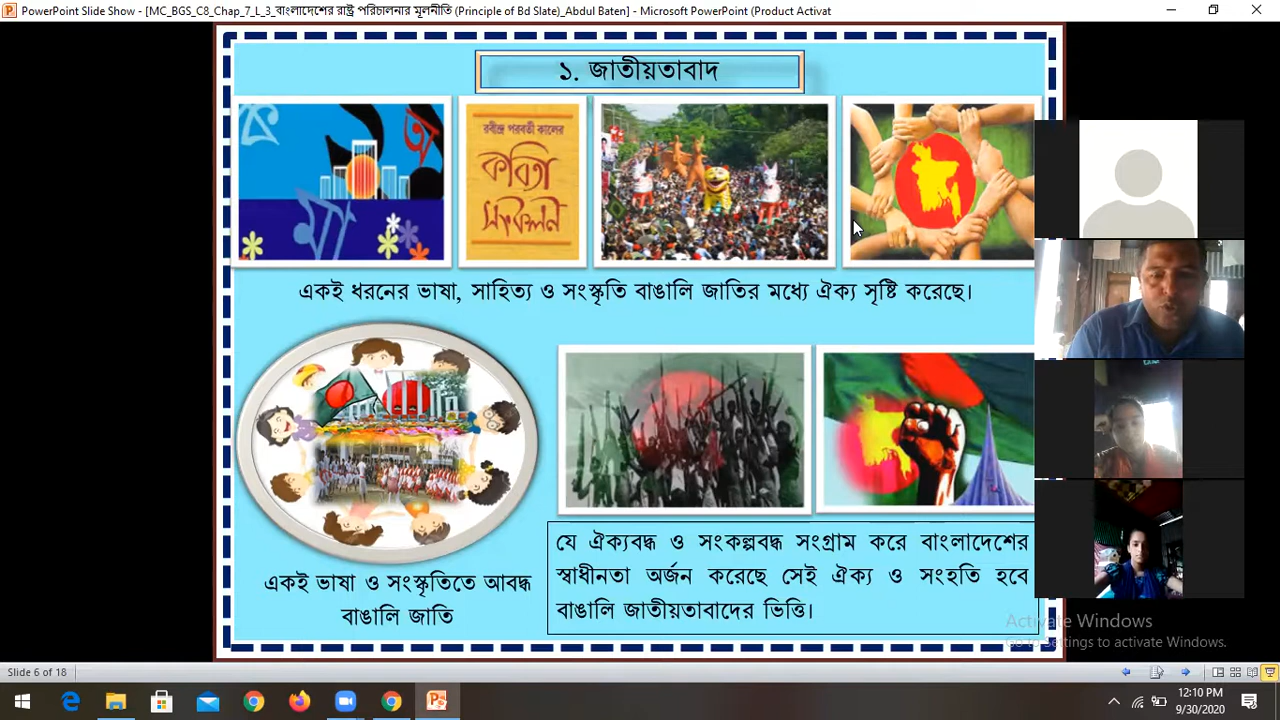 PowerPoint Slide Show - [MC_BGS_C8_Chap_7_L_3_বাংলাদেশের রাষ্ট্র পরিচালনার মূলনীতি (Principle of Bd Slate)_Abdul Baten] - Microsoft PowerPoint (Product Activat
১. জাতীয়তাবাদ
ক
অ
মা
রবীন্দ্র পরবর্তী কালের
কবিতা
সংকলন
একই ধরনের ভাষা, সাহিত্য ও সংস্কৃতি বাঙালি জাতির মধ্যে ঐক্য সৃষ্টি করেছে।
একই ভাষা ও সংস্কৃতিতে আবদ্ধ
বাঙালি জাতি
যে ঐক্যবদ্ধ ও সংকল্পবদ্ধ সংগ্রাম করে বাংলাদেশের
স্বাধীনতা অর্জন করেছে সেই ঐক্য ও সংহতি হবে
বাঙালি জাতীয়তাবাদের ভিত্তি।
Activate Windows
Go to Settings to activate Windows.
Slide 6 of 18
12:10 PM
9/30/2020